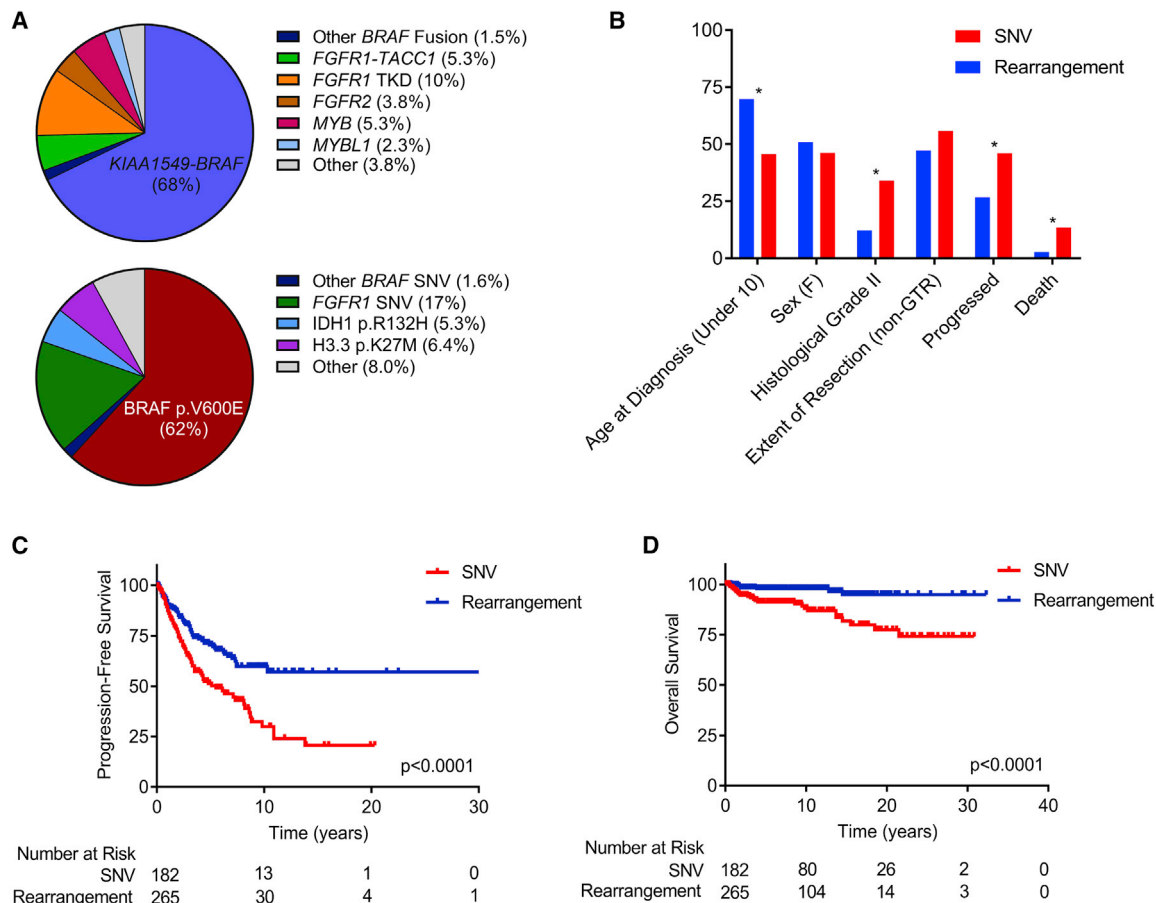 A
KIAA1549-BRAF
(68%)
Other BRAF Fusion (1.5%)
FGFR1-TACC1 (5.3%)
FGFR1 TKD (10%)
FGFR2 (3.8%)
MYB (5.3%)
MYBL1 (2.3%)
Other (3.8%)
BRAF p.V600E
(62%)
Other BRAF SNV (1.6%)
FGFR1 SNV (17%)
IDH1 p.R132H (5.3%)
H3.3 p.K27M (6.4%)
Other (8.0%)
B
SNV
Rearrangement
100
75
50
25
0
* * * *
Age at Diagnosis (Under 10)
Sex (F)
Histological Grade II
Extent of Resection (non-GTR)
Progressed
Death
C
SNV
Rearrangement
Progression-Free Survival
100
75
50
25
0
p<0.0001
0 10 20 30
Time (years)
Number at Risk
SNV 182 13 1 0
Rearrangement 265 30 4 1
D
SNV
Rearrangement
Overall Survival
100
75
50
25
0
p<0.0001
0 10 20 30 40
Time (years)
Number at Risk
SNV 182 80 26 2 0
Rearrangement 265 104 14 3 0